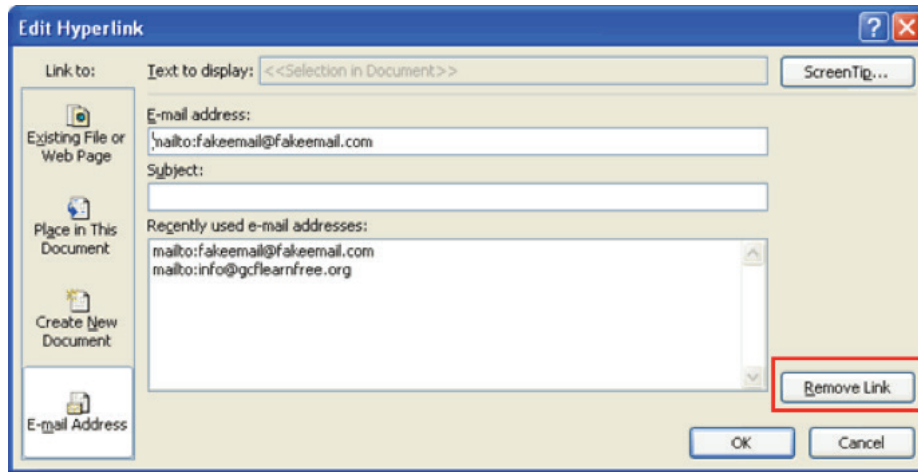 Edit Hyperlink
?
Link to:
Text to display:
<<Selection in Document>>
ScreenTip...
Existing File or
Web Page
Place in This
Document
Create New
Document
E-mail Address
E-mail address:
mailto:fakeemail@fakeemail.com
Subject:
Recently used e-mail addresses:
mailto:fakeemail@fakeemail.com
mailto:info@gcflearnfree.org
Remove Link
OK
Cancel